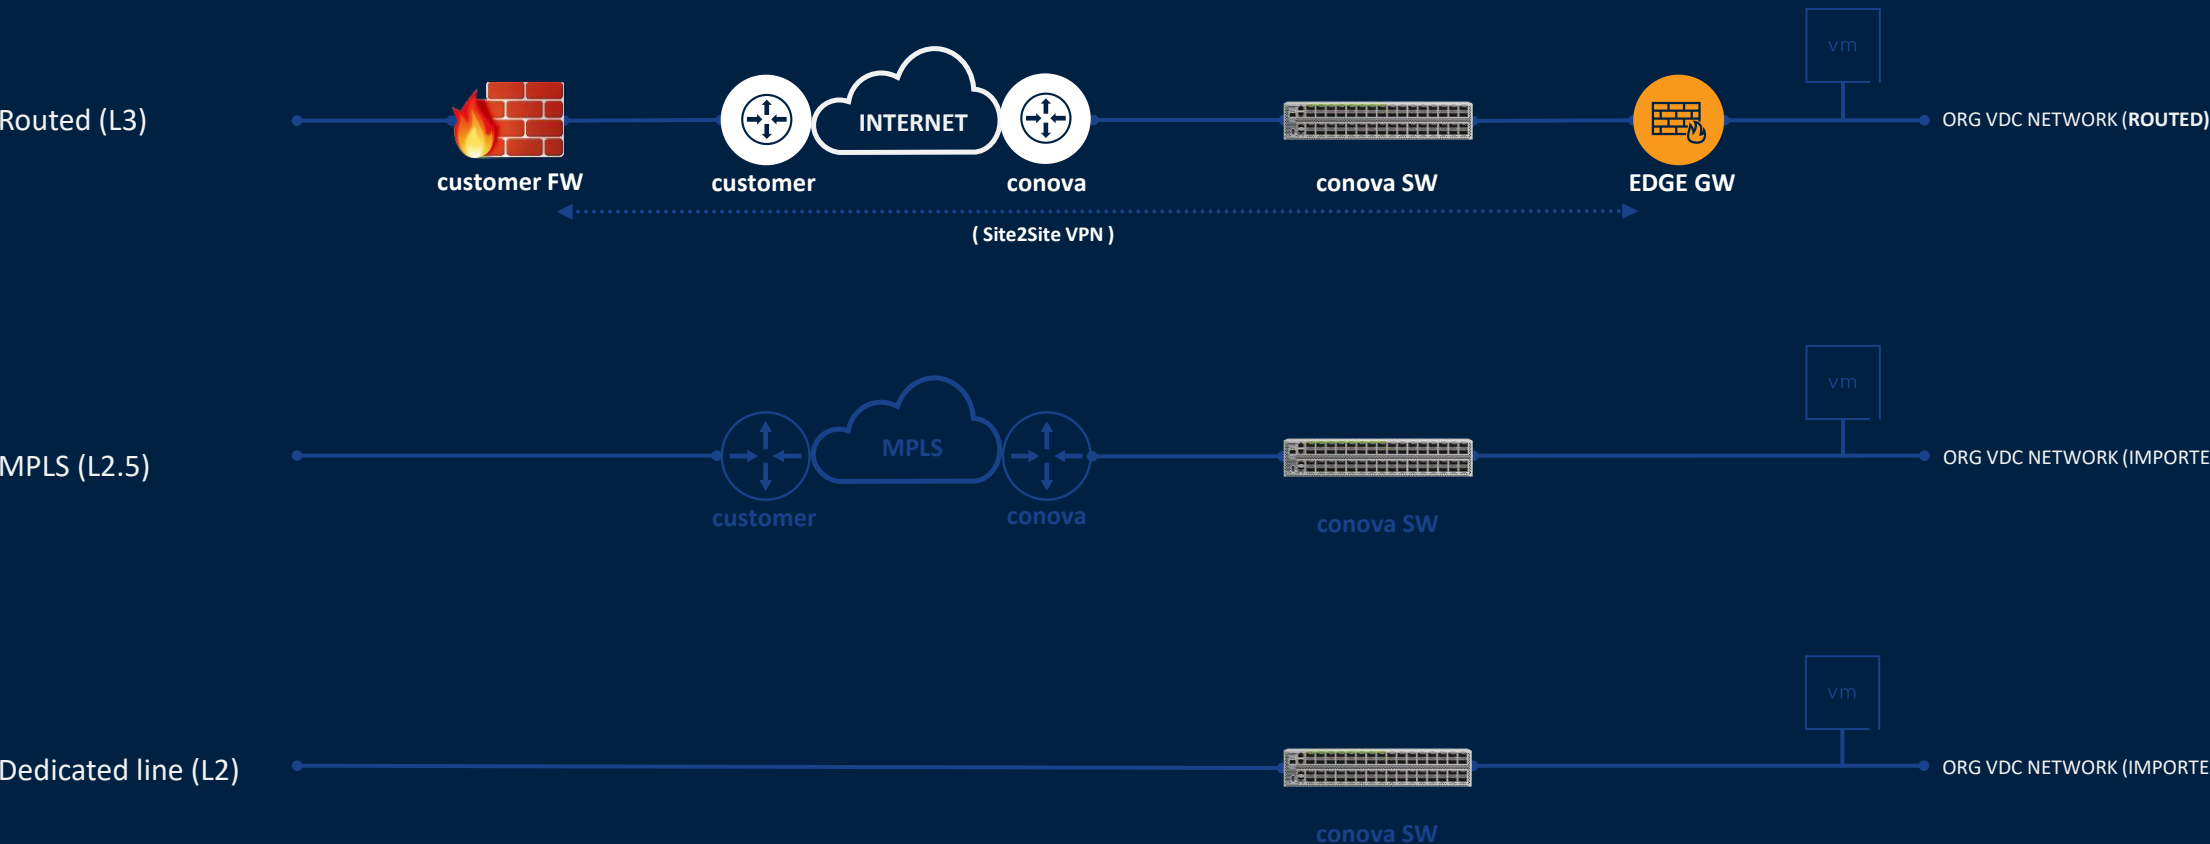 vm
Routed (L3)
INTERNET
ORG VDC NETWORK (ROUTED)
customer FW
customer
conova
conova SW
EDGE GW
( Site2Site VPN )
vm
MPLS (L2.5)
MPLS
ORG VDC NETWORK (IMPORTE
customer
conova
conova SW
vm
Dedicated line (L2)
ORG VDC NETWORK (IMPORTE
conova SW